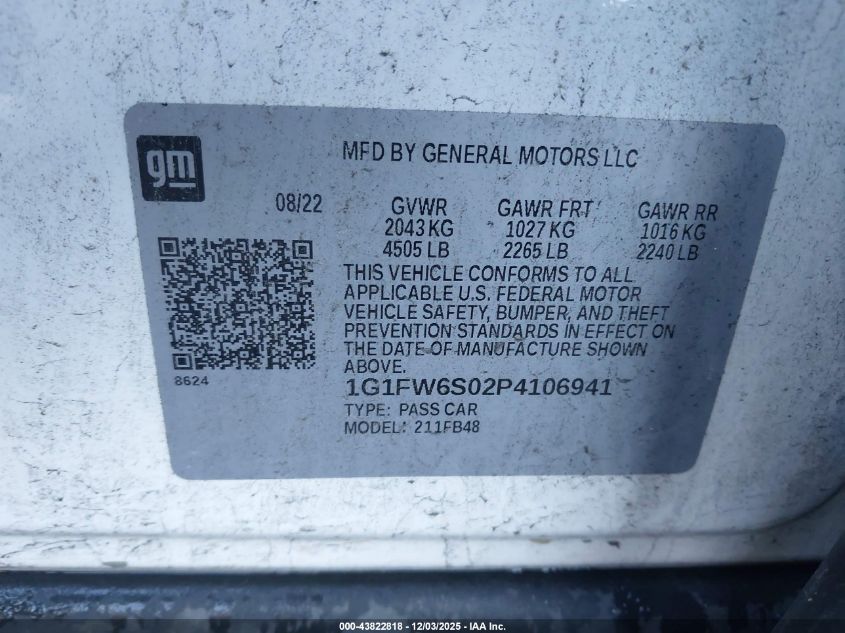 gm
MFD BY GENERAL MOTORS LLC
08/22 GVWR GAWR FRT GAWR RR
2043 KG 1027 KG 1016 KG
4505 LB 2265 LB 2240 LB
THIS VEHICLE CONFORMS TO ALL
APPLICABLE U.S. FEDERAL MOTOR
VEHICLE SAFETY, BUMPER, AND THEFT
PREVENTION STANDARDS IN EFFECT ON
THE DATE OF MANUFACTURE SHOWN
ABOVE.
8624
1G1FW6S02P4106941
TYPE: PASS CAR
MODEL: 211FB48
000-43822818 - 12/03/2025 - IAA Inc.